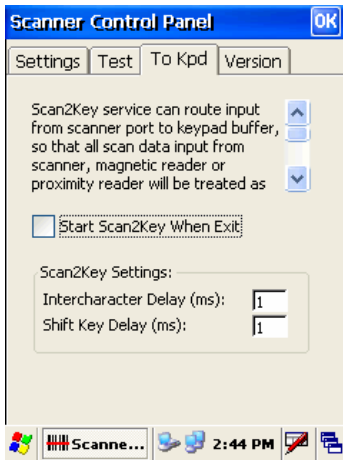 Scanner Control Panel OK
Settings Test To Kpd Version
Scan2Key service can route input
from scanner port to keypad buffer,
so that all scan data input from
scanner, magnetic reader or
proximity reader will be treated as
Start Scan2Key When Exit
Scan2Key Settings:
Intercharacter Delay (ms): 1
Shift Key Delay (ms): 1
Scanne... 2:44 PM